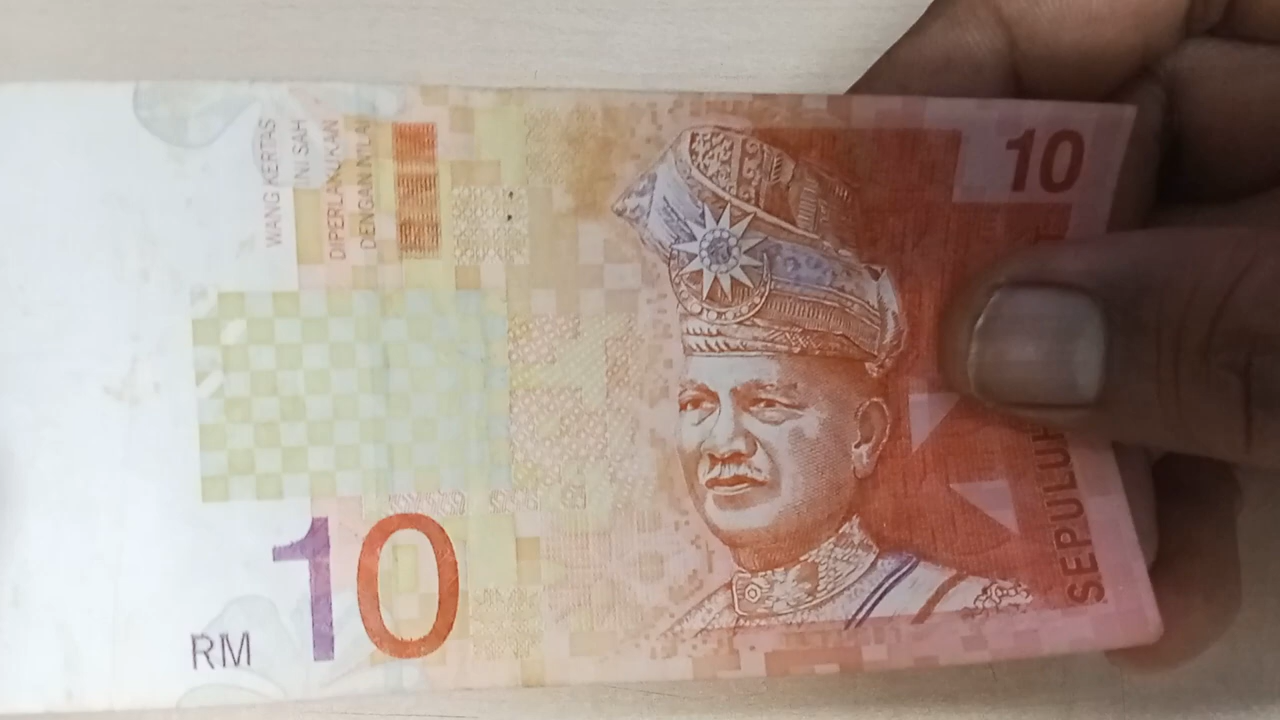 WANG KERTAS
INI SAH
DIPERLAKUKAN
DENGAN NILAI
10
SEPULUH
RM
10